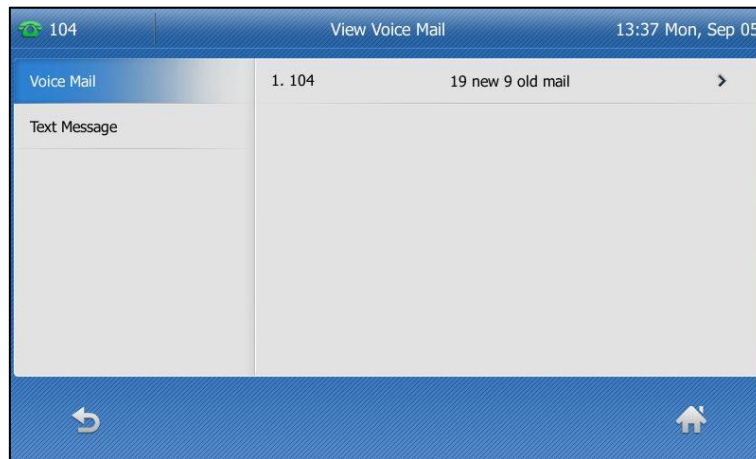 104 View Voice Mail 13:37 Mon, Sep 05
Voice Mail 1. 104 19 new 9 old mail
Text Message